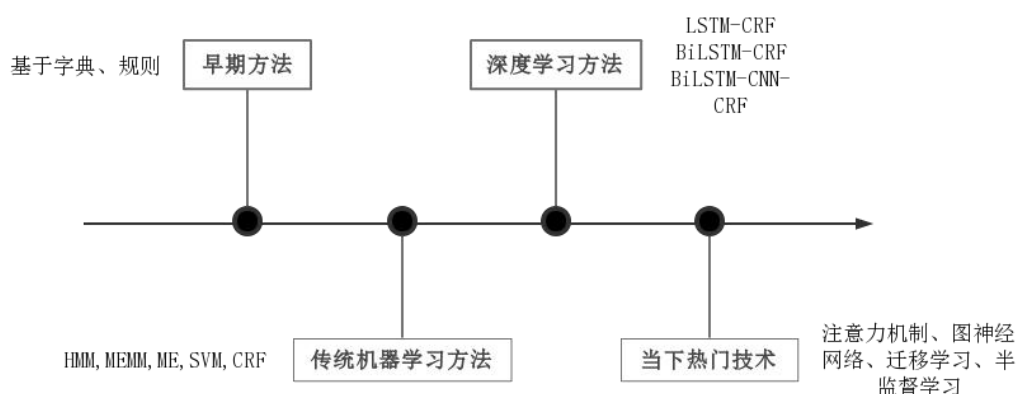 基于字典、规则
早期方法
深度学习方法
LSTM-CRF
BiLSTM-CRF
BiLSTM-CNN-
CRF
HMM,MEMM,ME,SVM,CRF
传统机器学习方法
当下热门技术
注意力机制、图神经
网络、迁移学习、半
监督学习